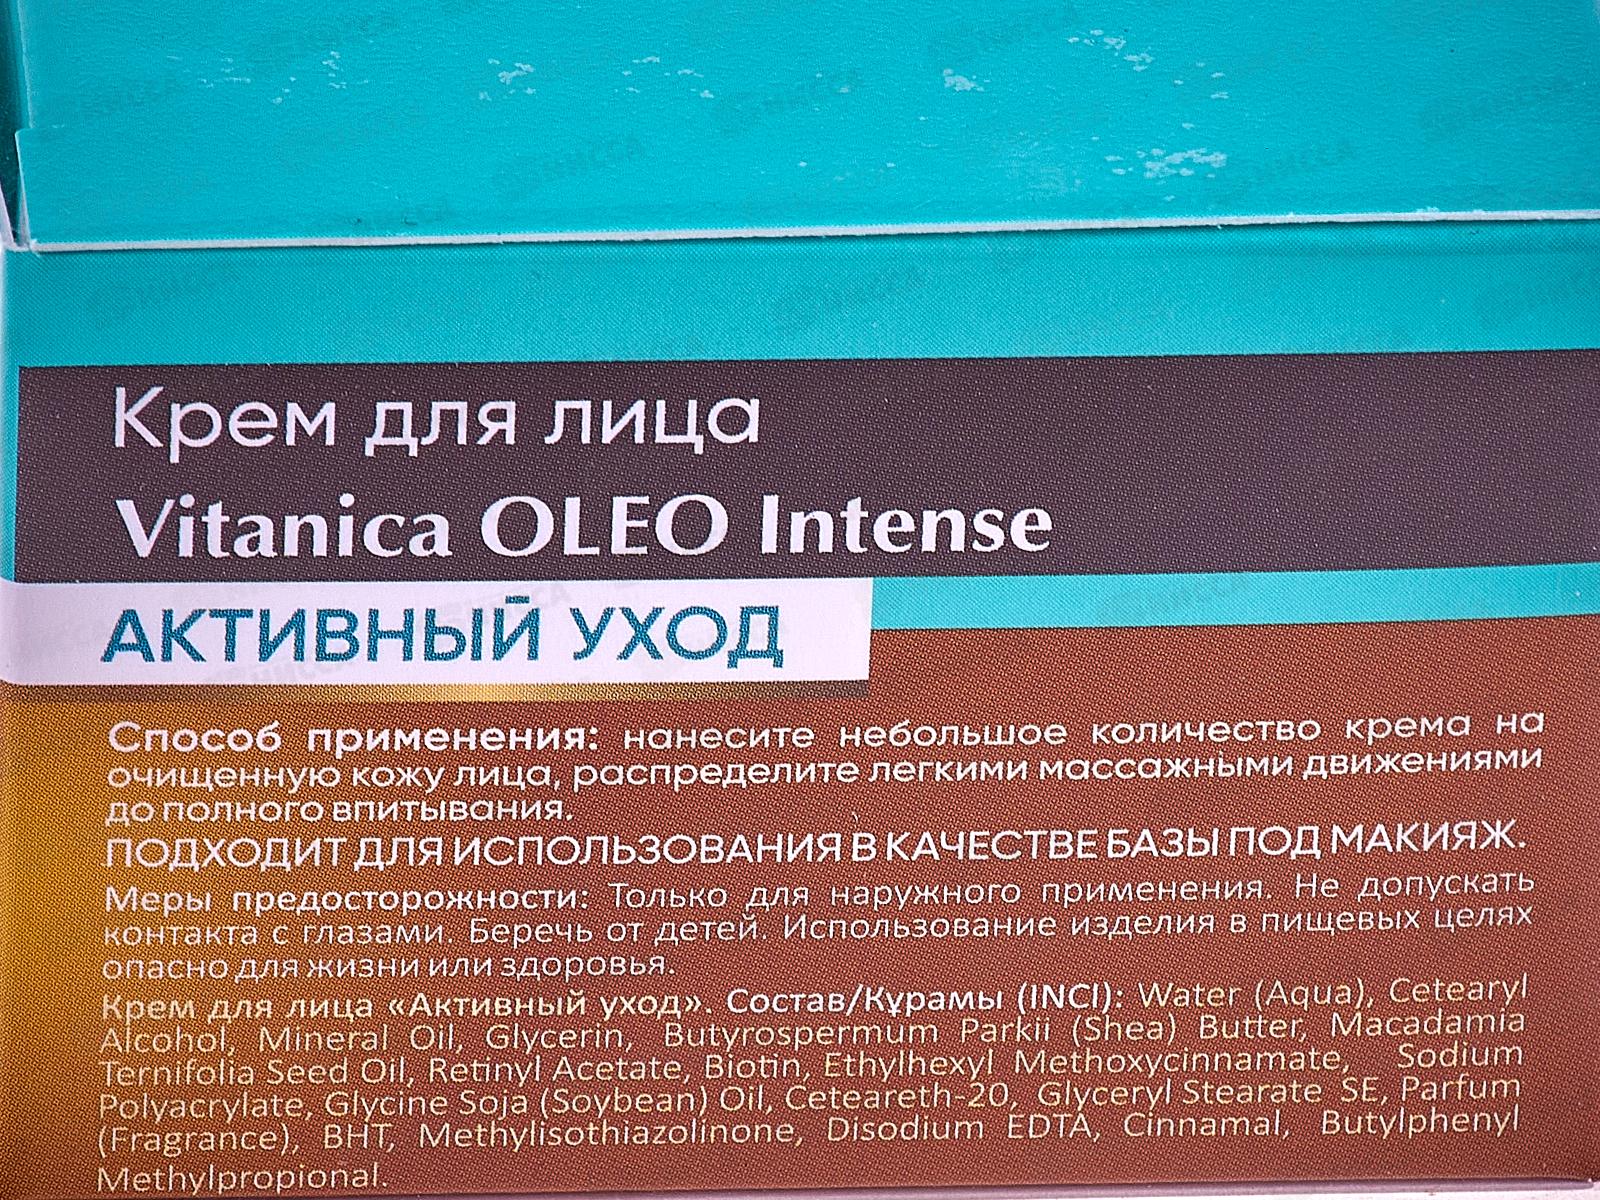 Крем для лица
Vitanica OLEO Intense
АКТИВНЫЙ УХОД
Способ применения: нанесите небольшое количество крема на
очищенную кожу лица, распределите легкими массажными движениями
до полного впитывания.
ПОДХОДИТ ДЛЯ ИСПОЛЬЗОВАНИЯ В КАЧЕСТВЕ БАЗЫ ПОД МАКИЯЖ.
Меры предосторожности: Только для наружного применения. Не допускать
контакта с глазами. Беречь от детей. Использование изделия в пищевых целях
опасно для жизни или здоровья.
Крем для лица «Активный уход». Состав/Құрамы (INCI): Water (Aqua), Cetearyl
Alcohol, Mineral Oil, Glycerin, Butyrospermum Parkii (Shea) Butter, Macadamia
Ternifolia Seed Oil, Retinyl Acetate, Biotin, Ethylhexyl Methoxycinnamate, Sodium
Polyacrylate, Glycine Soja (Soybean) Oil, Ceteareth-20, Glyceryl Stearate SE, Parfum
(Fragrance), BHT, Methylisothiazolinone, Disodium EDTA, Cinnamal, Butylphenyl
Methylpropional.